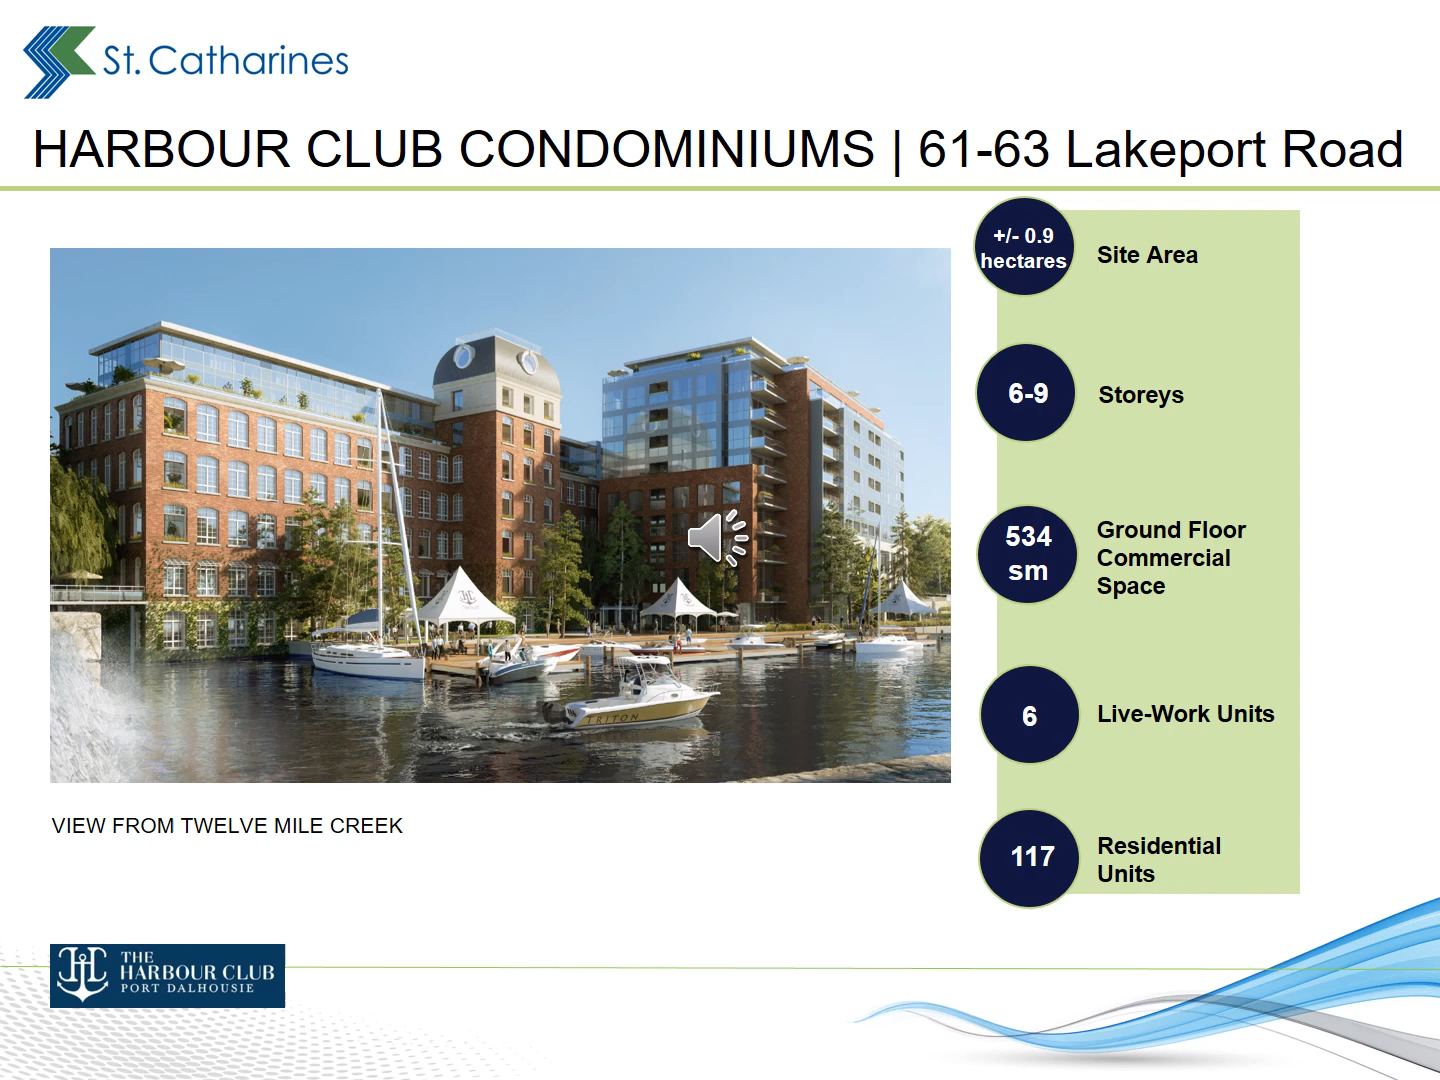 St. Catharines
HARBOUR CLUB CONDOMINIUMS | 61-63 Lakeport Road
+/- 0.9
hectares
Site Area
6-9
Storeys
534
sm
Ground Floor
Commercial
Space
6
Live-Work Units
117
Residential
Units
TRITON
VIEW FROM TWELVE MILE CREEK
THE
HARBOUR CLUB
PORT DALHOUSIE